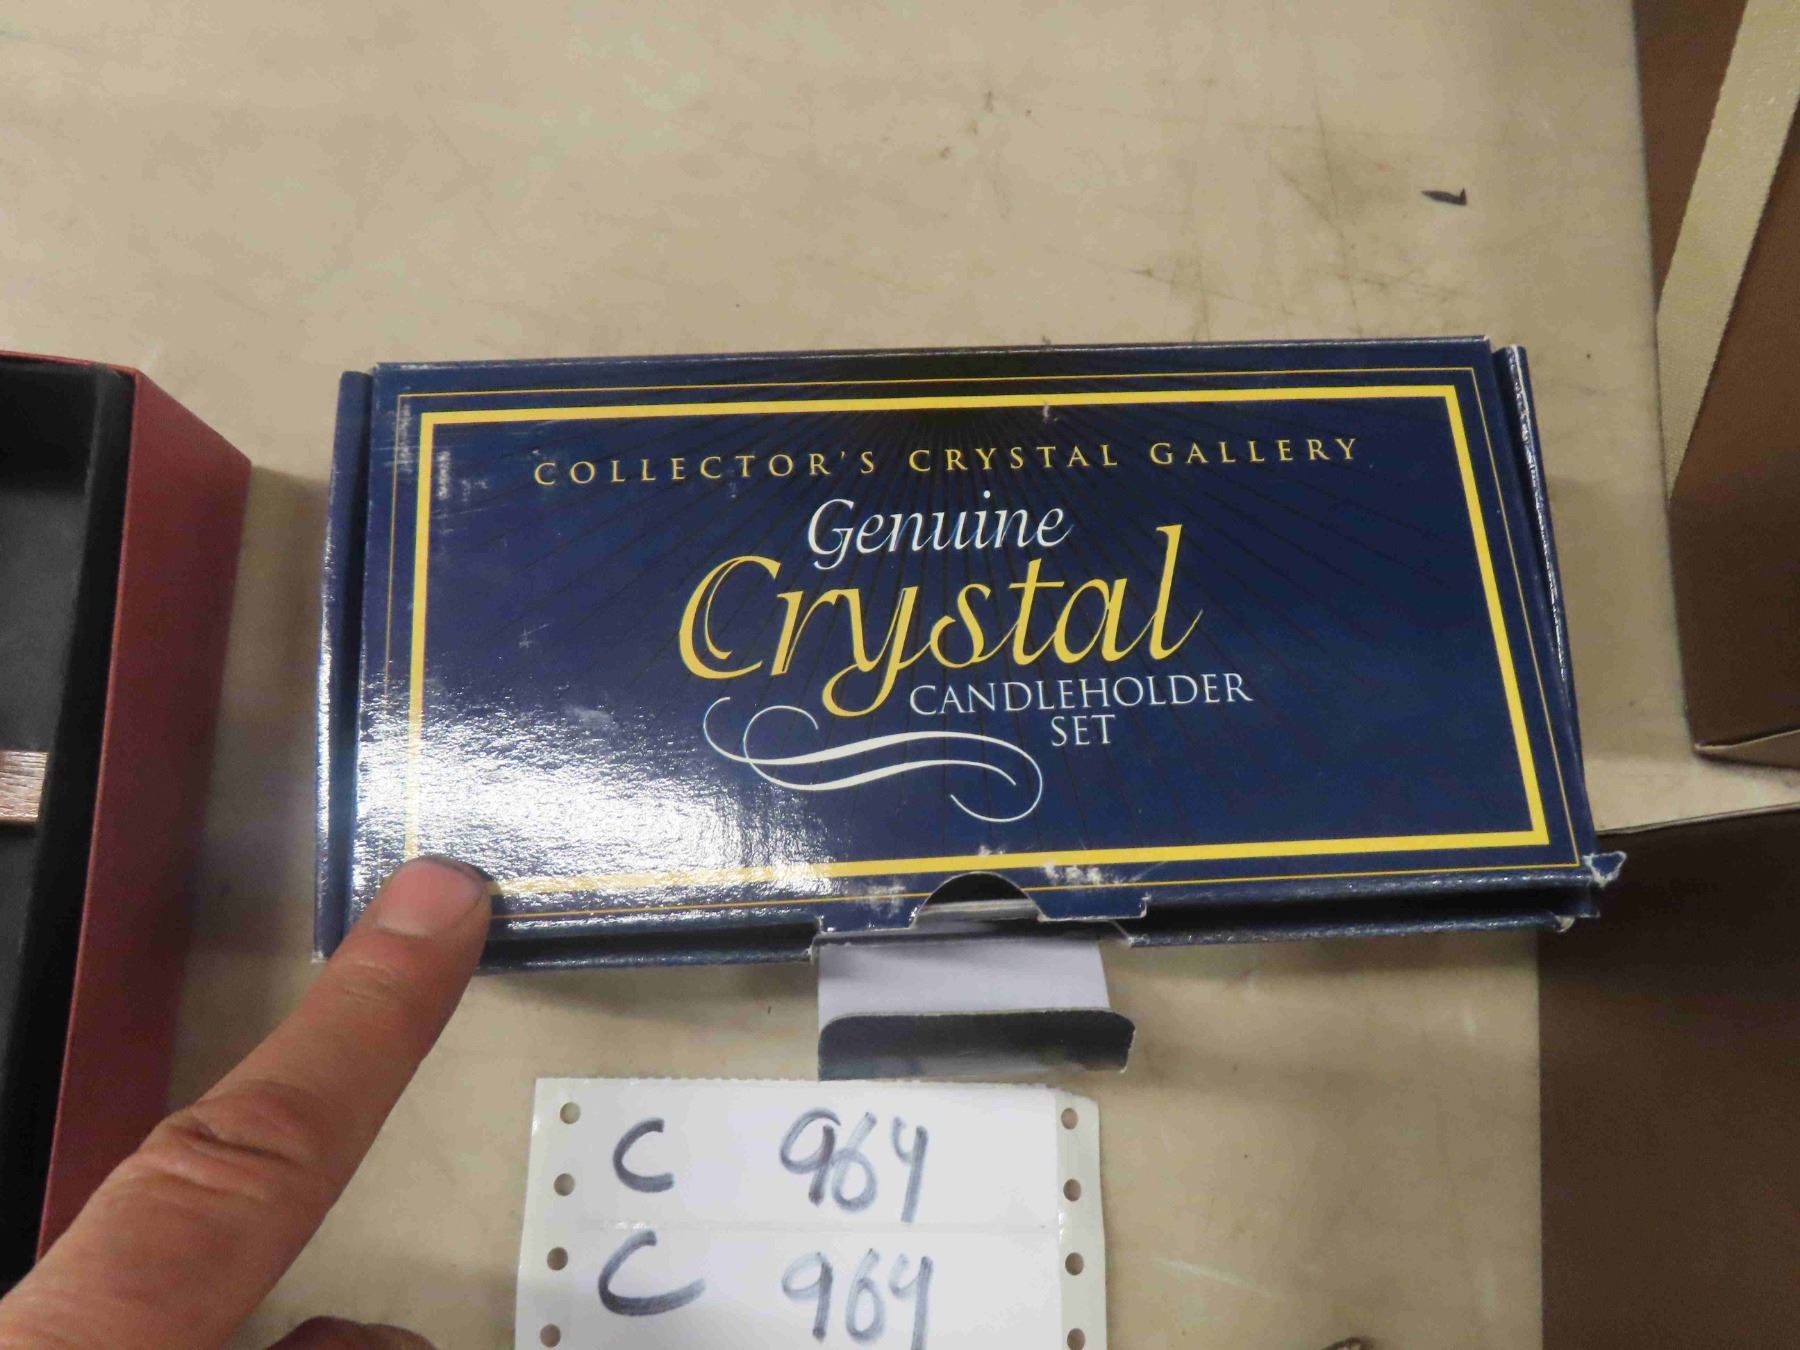 COLLECTOR'S CRYSTAL GALLERY
Genuine
Crystal
CANDLEHOLDER
SET
C 964
C 964